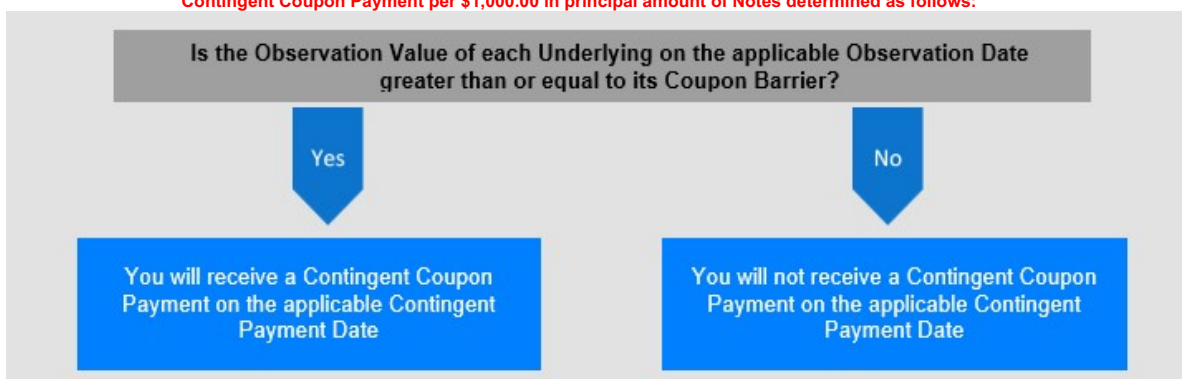 Contingent Coupon Payment per $1,000.00 in principal amount of Notes determined as follows:
Is the Observation Value of each Underlying on the applicable Observation Date
greater than or equal to its Coupon Barrier?
Yes
No
You will receive a Contingent Coupon
Payment on the applicable Contingent
Payment Date
You will not receive a Contingent Coupon
Payment on the applicable Contingent
Payment Date